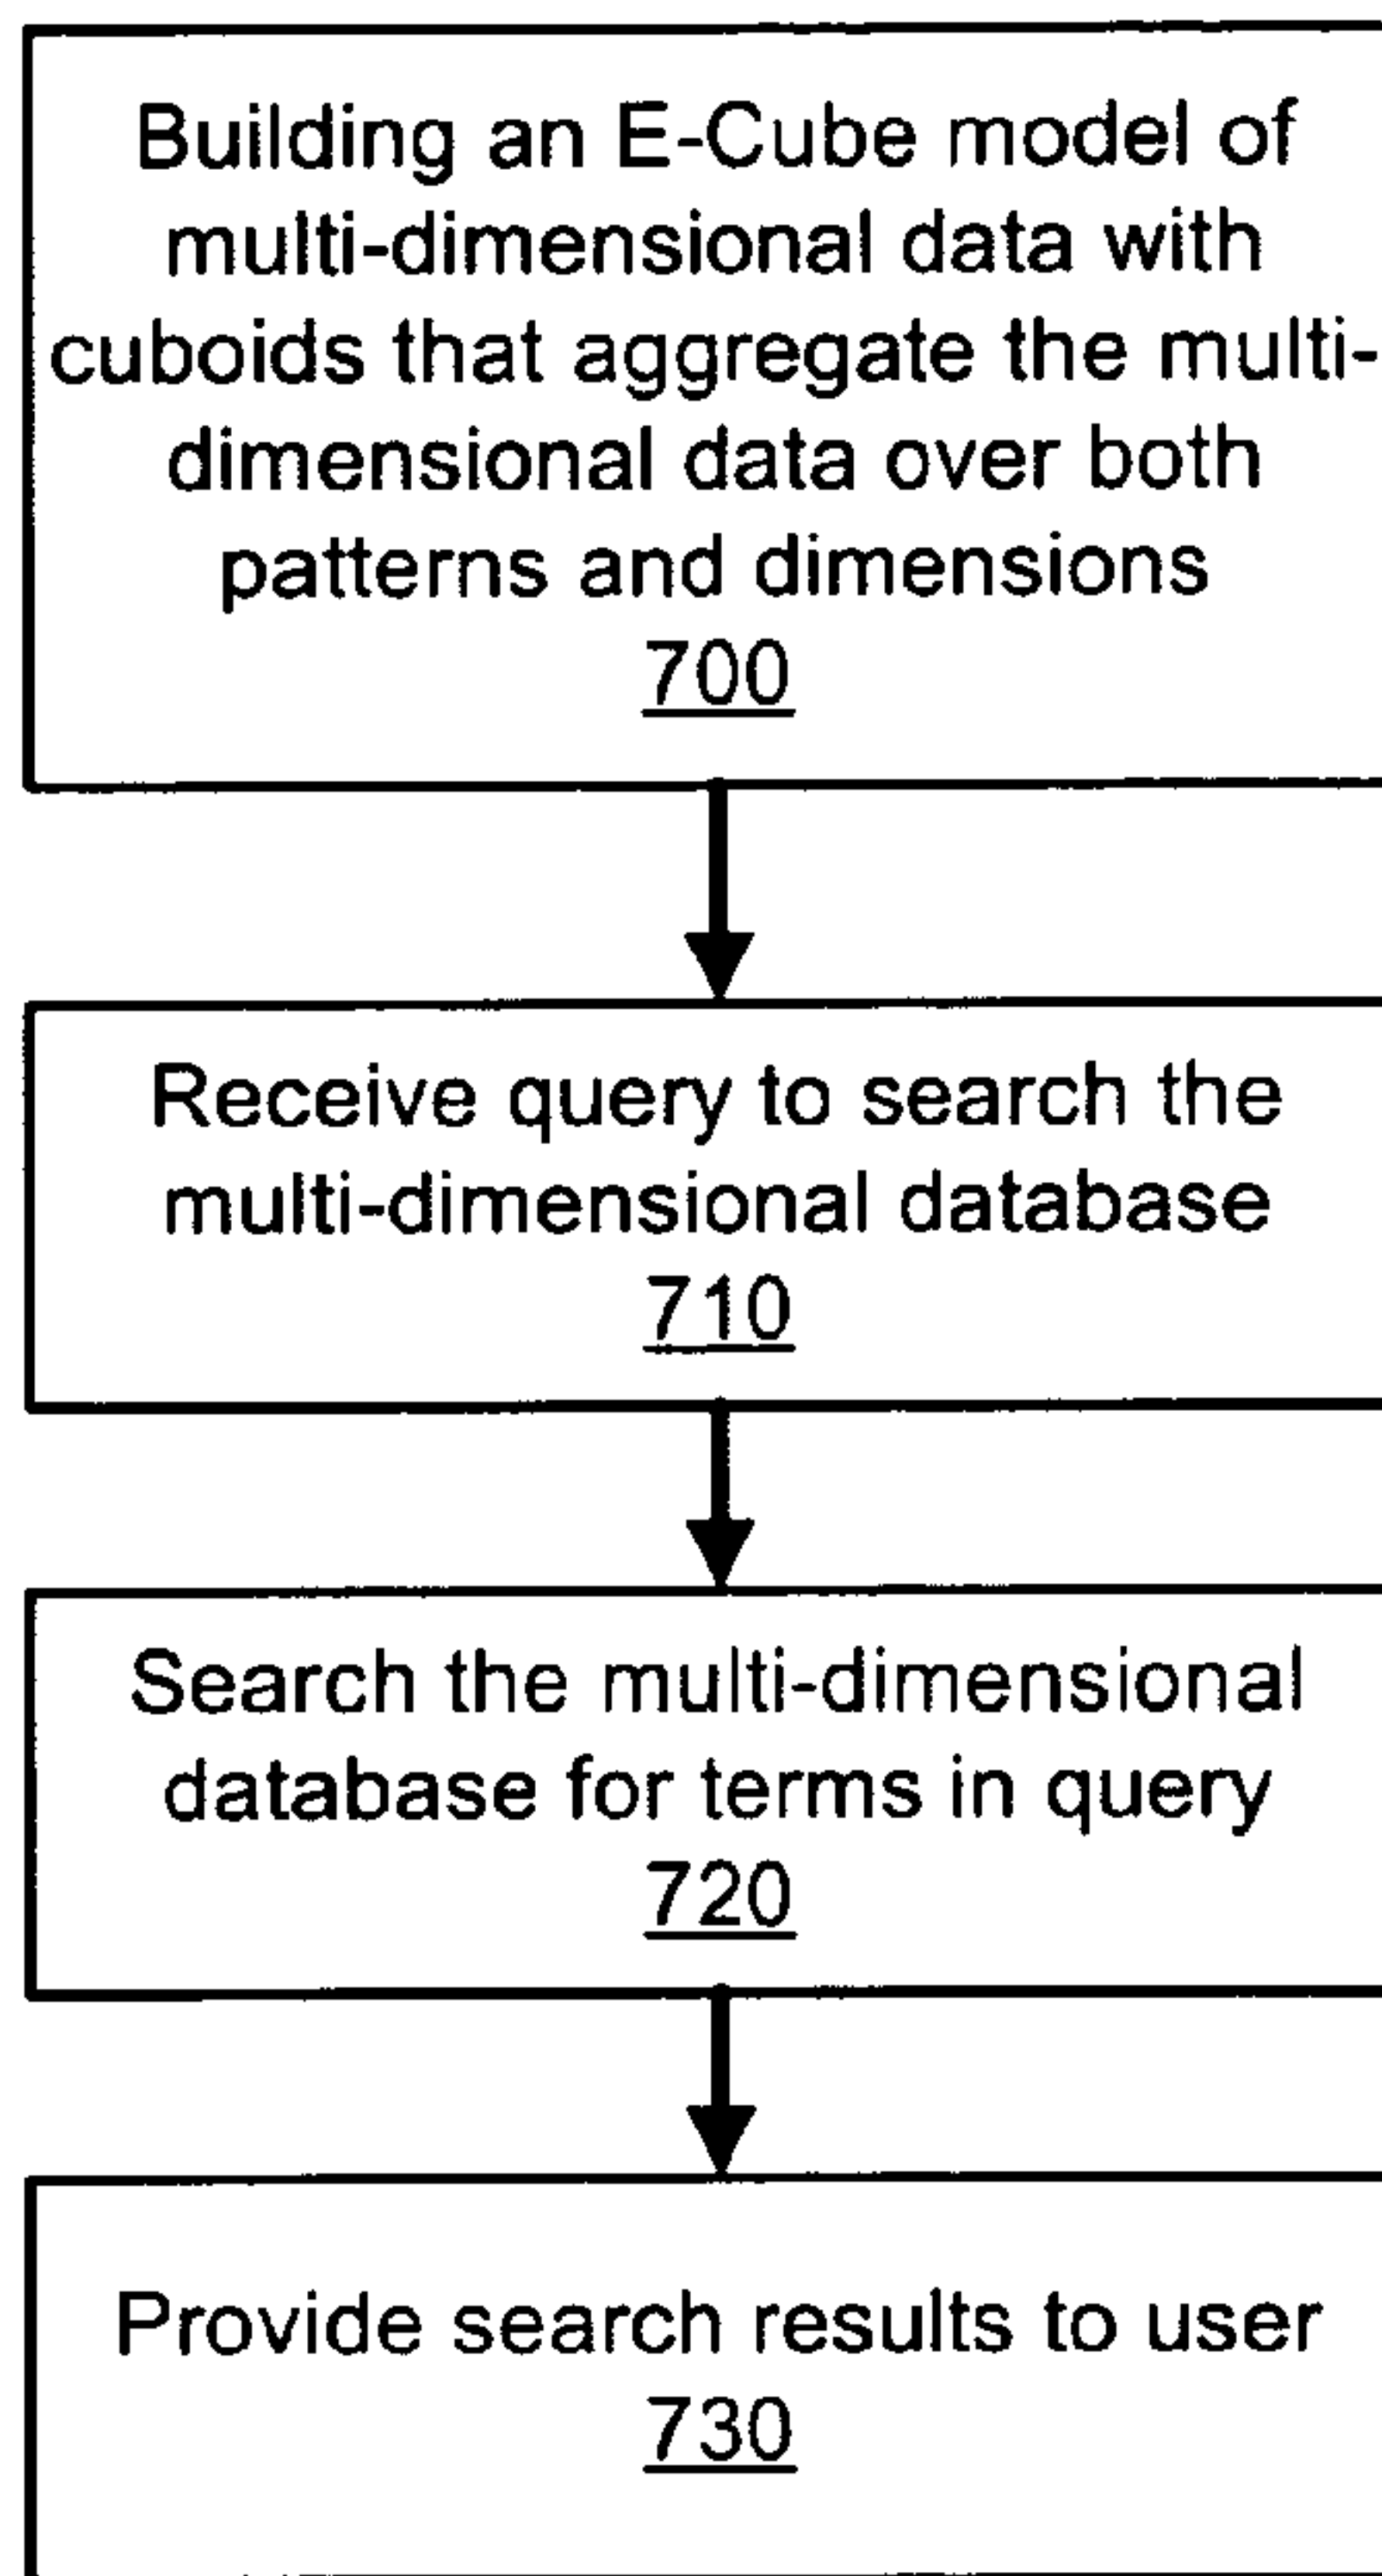 Building an E-Cube model of
multi-dimensional data with
cuboids that aggregate the multi-
dimensional data over both
patterns and dimensions
700
Receive query to search the
multi-dimensional database
710
Search the multi-dimensional
database for terms in query
720
Provide search results to user
730